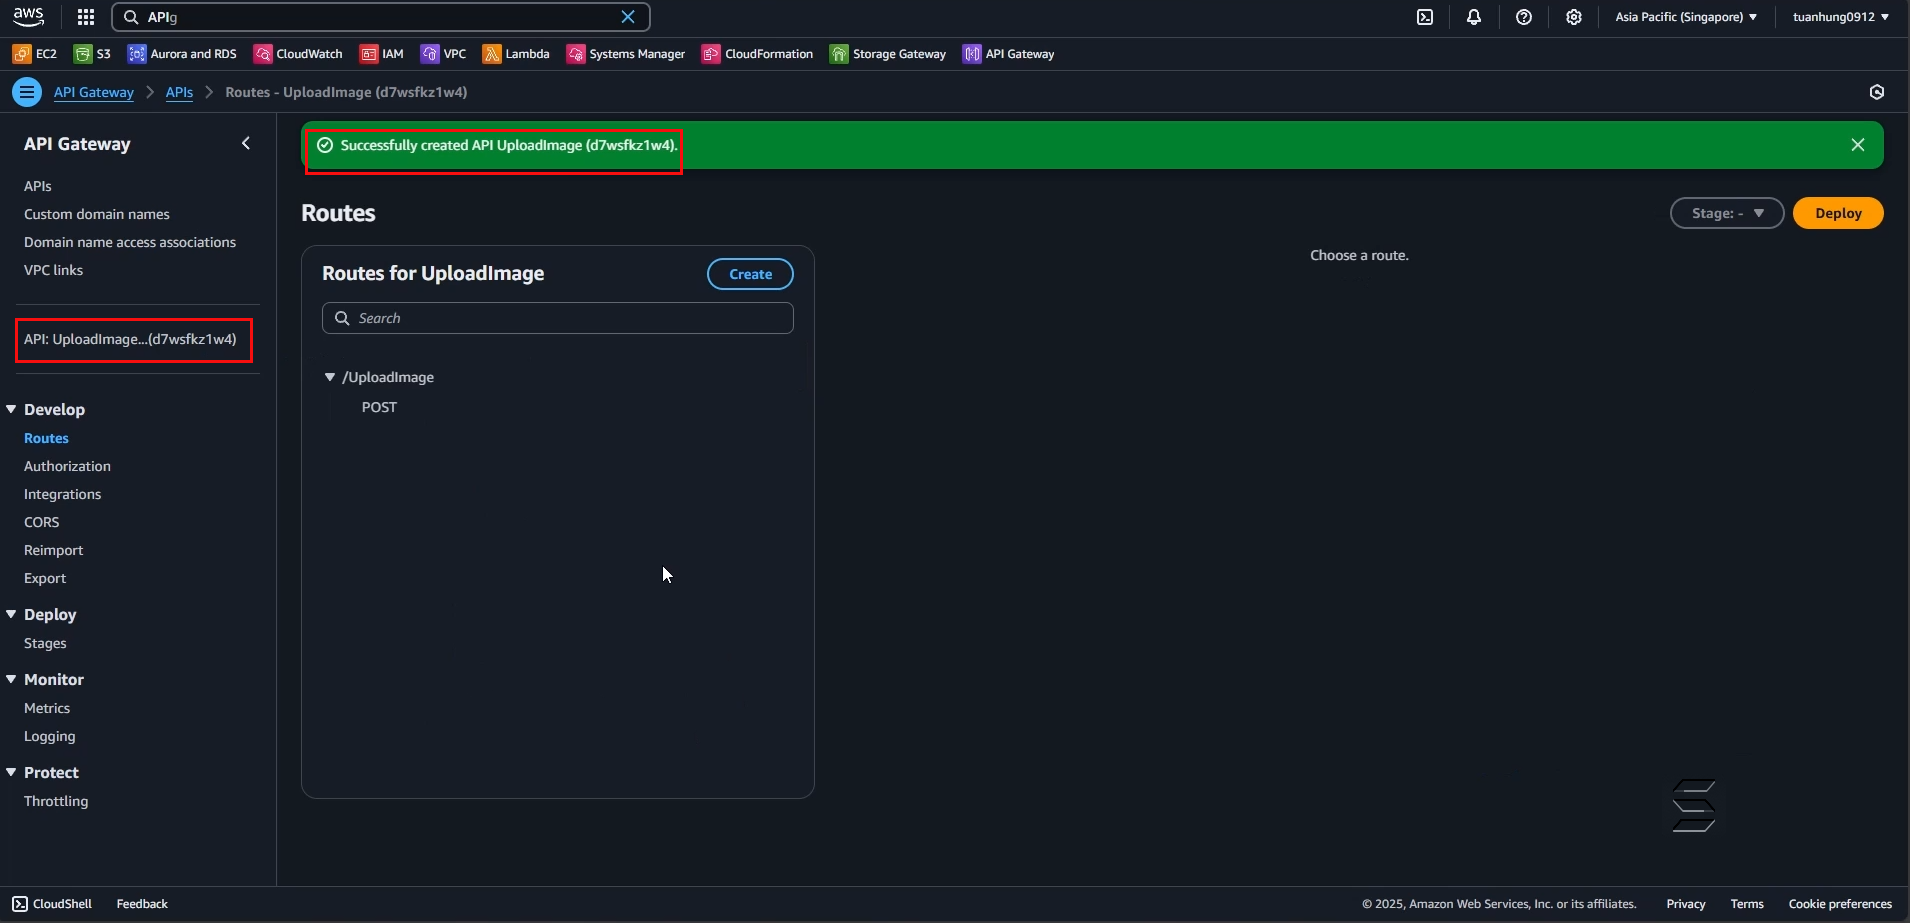 aws
APIg
Asia Pacific (Singapore)
tuanhung0912
EC2
S3
Aurora and RDS
CloudWatch
IAM
VPC
Lambda
Systems Manager
CloudFormation
Storage Gateway
API Gateway
API Gateway
APIs
Routes - UploadImage (d7wsfkz1w4)
API Gateway
APIs
Custom domain names
Domain name access associations
VPC links
API: UploadImage...(d7wsfkz1w4)
Develop
Routes
Authorization
Integrations
CORS
Reimport
Export
Deploy
Stages
Monitor
Metrics
Logging
Protect
Throttling
Successfully created API UploadImage (d7wsfkz1w4).
Routes
Stage: -
Deploy
Routes for UploadImage
Create
Search
/UploadImage
POST
Choose a route.
CloudShell
Feedback
© 2025, Amazon Web Services, Inc. or its affiliates.
Privacy
Terms
Cookie preferences